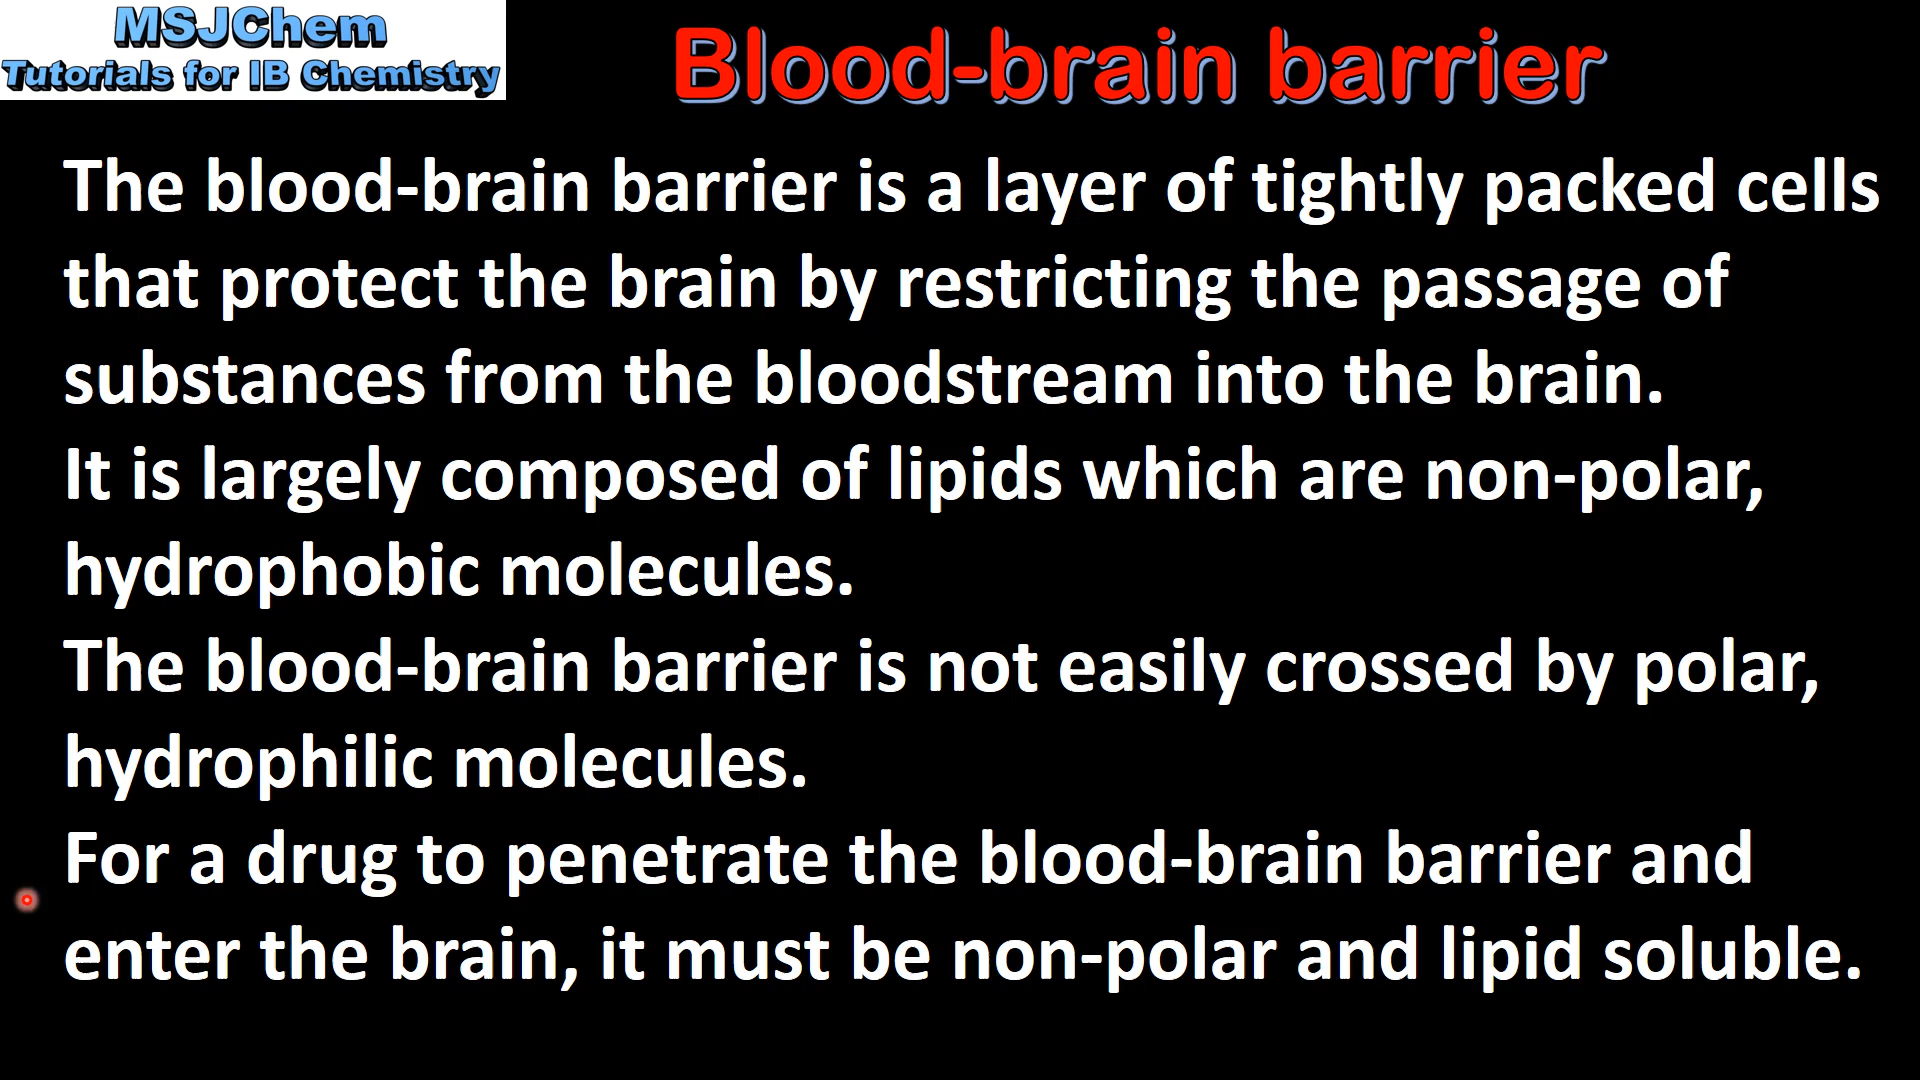 MSJChem
Tutorials for IB Chemistry
Blood-brain barrier
The blood-brain barrier is a layer of tightly packed cells
that protect the brain by restricting the passage of
substances from the bloodstream into the brain.
It is largely composed of lipids which are non-polar,
hydrophobic molecules.
The blood-brain barrier is not easily crossed by polar,
hydrophilic molecules.
For a drug to penetrate the blood-brain barrier and
enter the brain, it must be non-polar and lipid soluble.